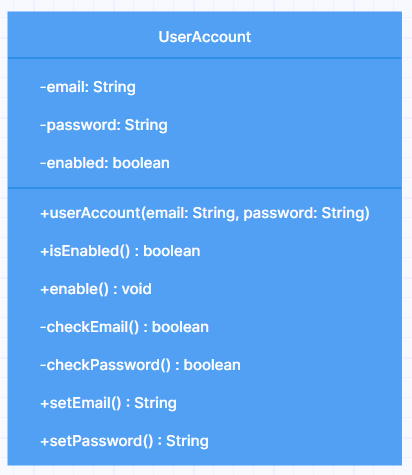 UserAccount
-email: String
-password: String
-enabled: boolean
+userAccount(email: String, password: String)
+isEnabled() : boolean
+enable() : void
-checkEmail() : boolean
-checkPassword() : boolean
+setEmail() : String
+setPassword() : String